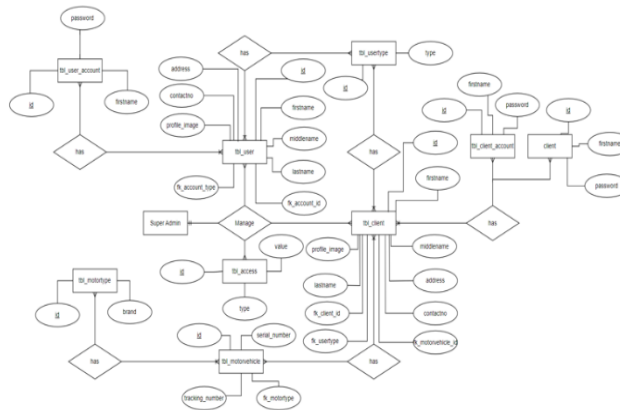 password
tbl_user_account
id
firstname
has
has
address
contactno
profile_image
id
firstname
middlename
lastname
tbl_user
fk_account_type
fk_account_id
tbl_usertype
type
id
has
firstname
password
id
tbl_client_account
id
client
firstname
password
has
id
firstname
Super Admin
Manage
tbl_client
value
id
tbl_access
type
profile_image
middlename
lastname
address
fk_client_id
contactno
fk_usertype
fk_motorvehicle_id
has
tbl_motortype
id
brand
has
id
serial_number
tbl_motorvehicle
tracking_number
fk_motortype